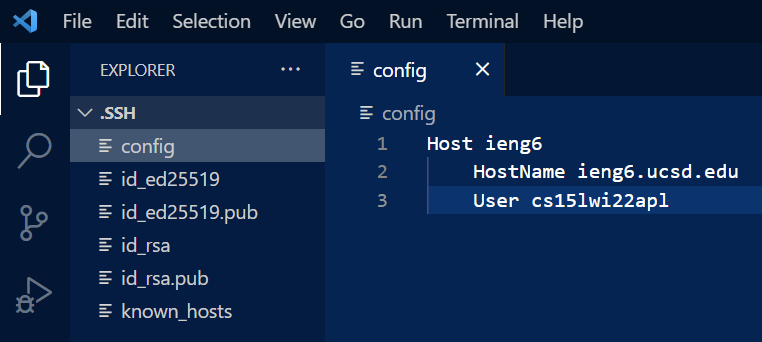 File Edit Selection View Go Run Terminal Help
EXPLORER ...
.SSH
config
id_ed25519
id_ed25519.pub
id_rsa
id_rsa.pub
known_hosts
config
config
1 Host ieng6
2 HostName ieng6.ucsd.edu
3 User cs15lwi22apl